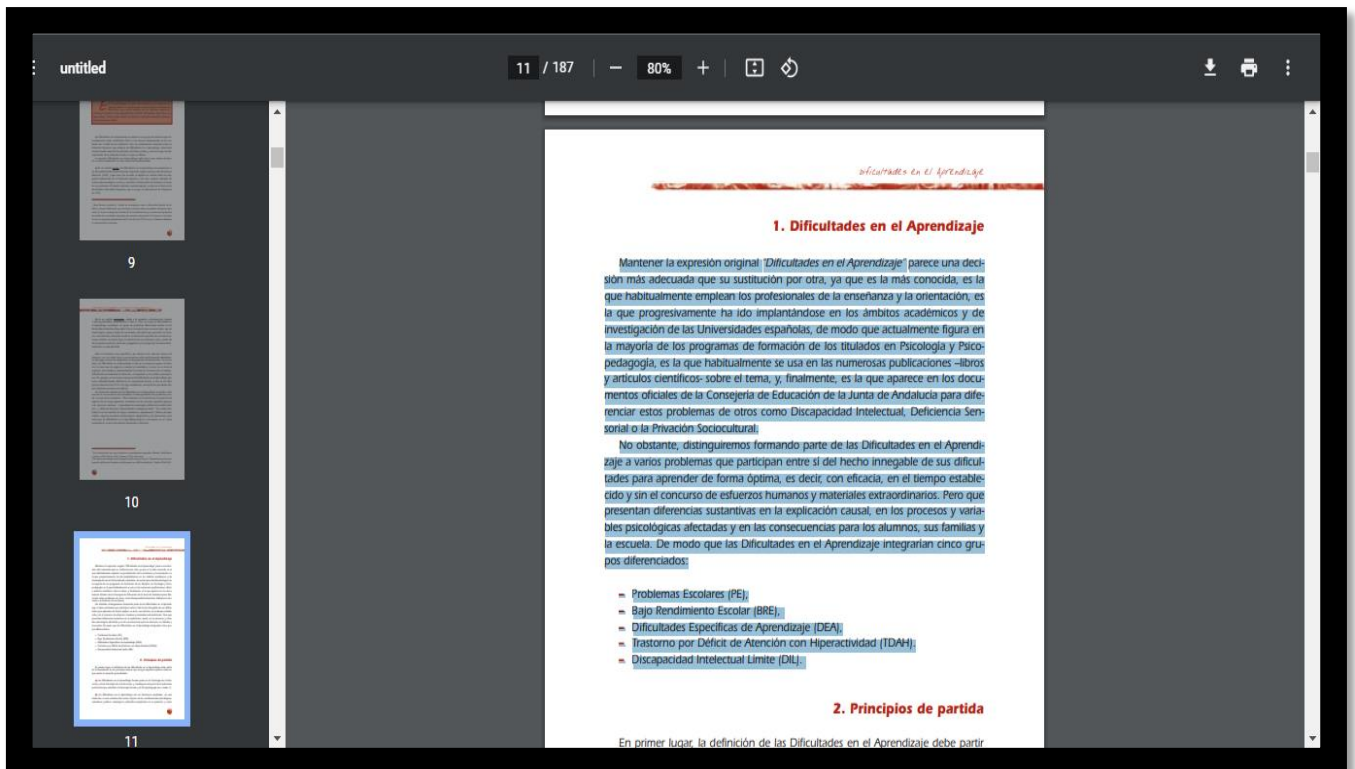 untitled
11 / 187
80%
9
10
11
Dificultades en el Aprendizaje
1. Dificultades en el Aprendizaje
Mantener la expresión original "Dificultades en el Aprendizaje" parece una deci-
sión más adecuada que su sustitución por otra, ya que es la más conocida, es la
que habitualmente emplean los profesionales de la enseñanza y la orientación, es
la que progresivamente ha ido implantándose en los ámbitos académicos y de
investigación de las Universidades españolas, de modo que actualmente figura en
la mayoría de los programas de formación de los titulados en Psicología y Psico-
pedagogía, es la que habitualmente se usa en las numerosas publicaciones –libros
y artículos científicos- sobre el tema, y, finalmente, es la que aparece en los docu-
mentos oficiales de la Consejería de Educación de la Junta de Andalucía para dife-
renciar estos problemas de otros como Discapacidad Intelectual, Deficiencia Sen-
sorial o la Privación Sociocultural.
No obstante, distinguiremos formando parte de las Dificultades en el Aprendi-
zaje a varios problemas que participan entre sí del hecho innegable de sus dificul-
tades para aprender de forma óptima, es decir, con eficacia, en el tiempo estable-
cido y sin el concurso de esfuerzos humanos y materiales extraordinarios. Pero que
presentan diferencias sustantivas en la explicación causal, en los procesos y varia-
bles psicológicas afectadas y en las consecuencias para los alumnos, sus familias y
la escuela. De modo que las Dificultades en el Aprendizaje integrarían cinco gru-
pos diferenciados:
Problemas Escolares (PE),
Bajo Rendimiento Escolar (BRE),
Dificultades Específicas de Aprendizaje (DEA),
Trastorno por Déficit de Atención con Hiperactividad (TDAH),
Discapacidad Intelectual Límite (DIL).
2. Principios de partida
En primer lugar, la definición de las Dificultades en el Aprendizaje debe partir